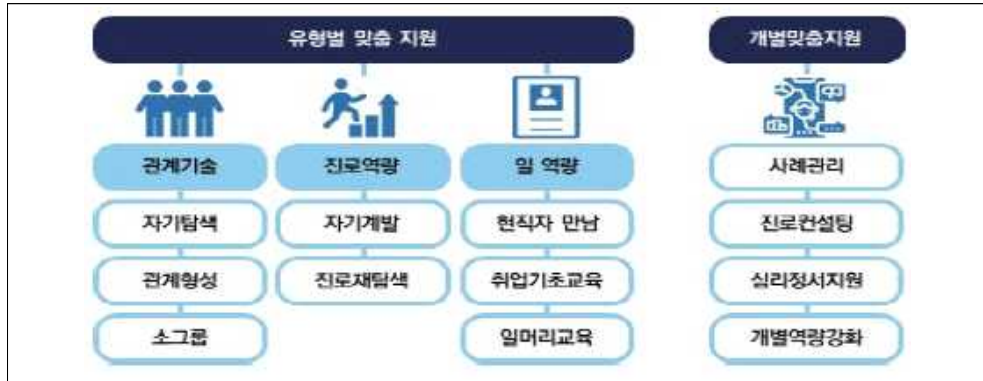 유형별 맞춤 지원
개별맞춤지원
관계기술
진로역량
일 역량
사례관리
자기탐색
자기계발
현직자 만남
진로컨설팅
관계형성
진로재탐색
취업기초교육
심리정서지원
소그룹
일머리교육
개별역량강화